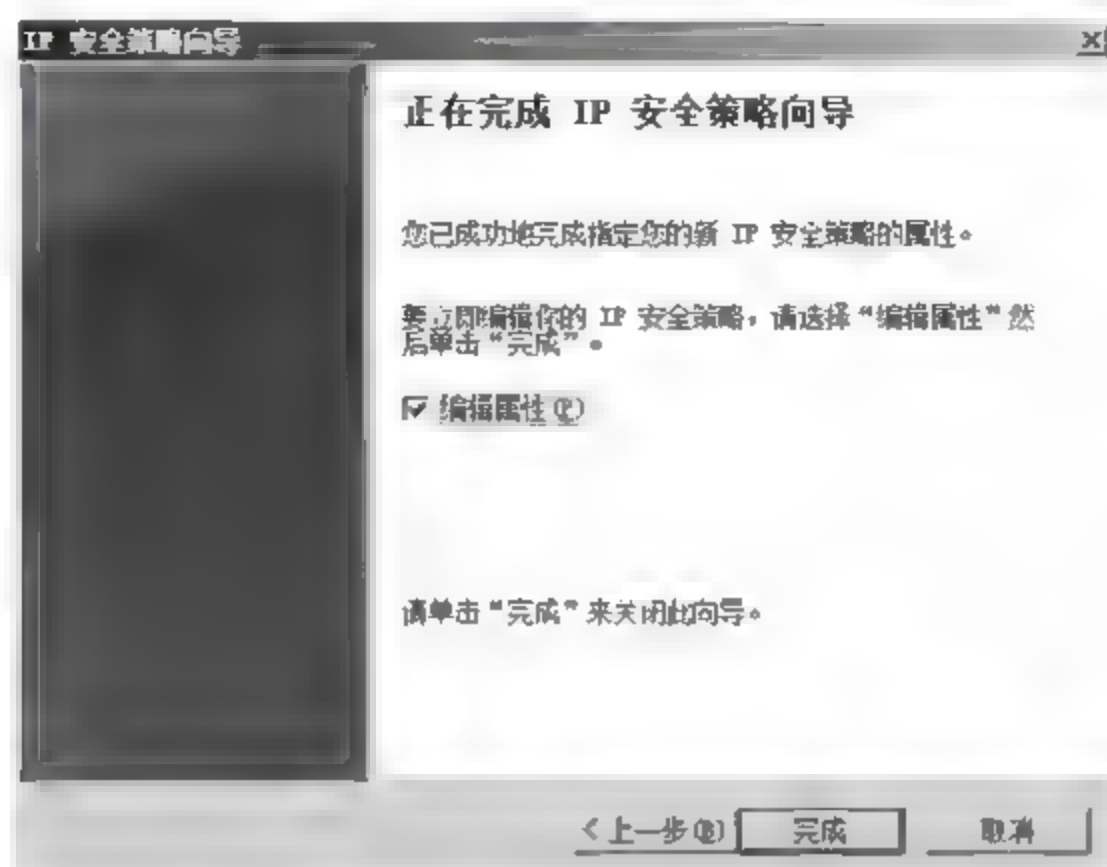 IP 安全策略向导
正在完成 IP 安全策略向导
您已成功地完成指定您的新 IP 安全策略的属性。
要立即编辑你的 IP 安全策略，请选择“编辑属性”然
后单击“完成”。
编辑属性(P)
请单击“完成”来关闭此向导。
<上一步(B) 完成 取消